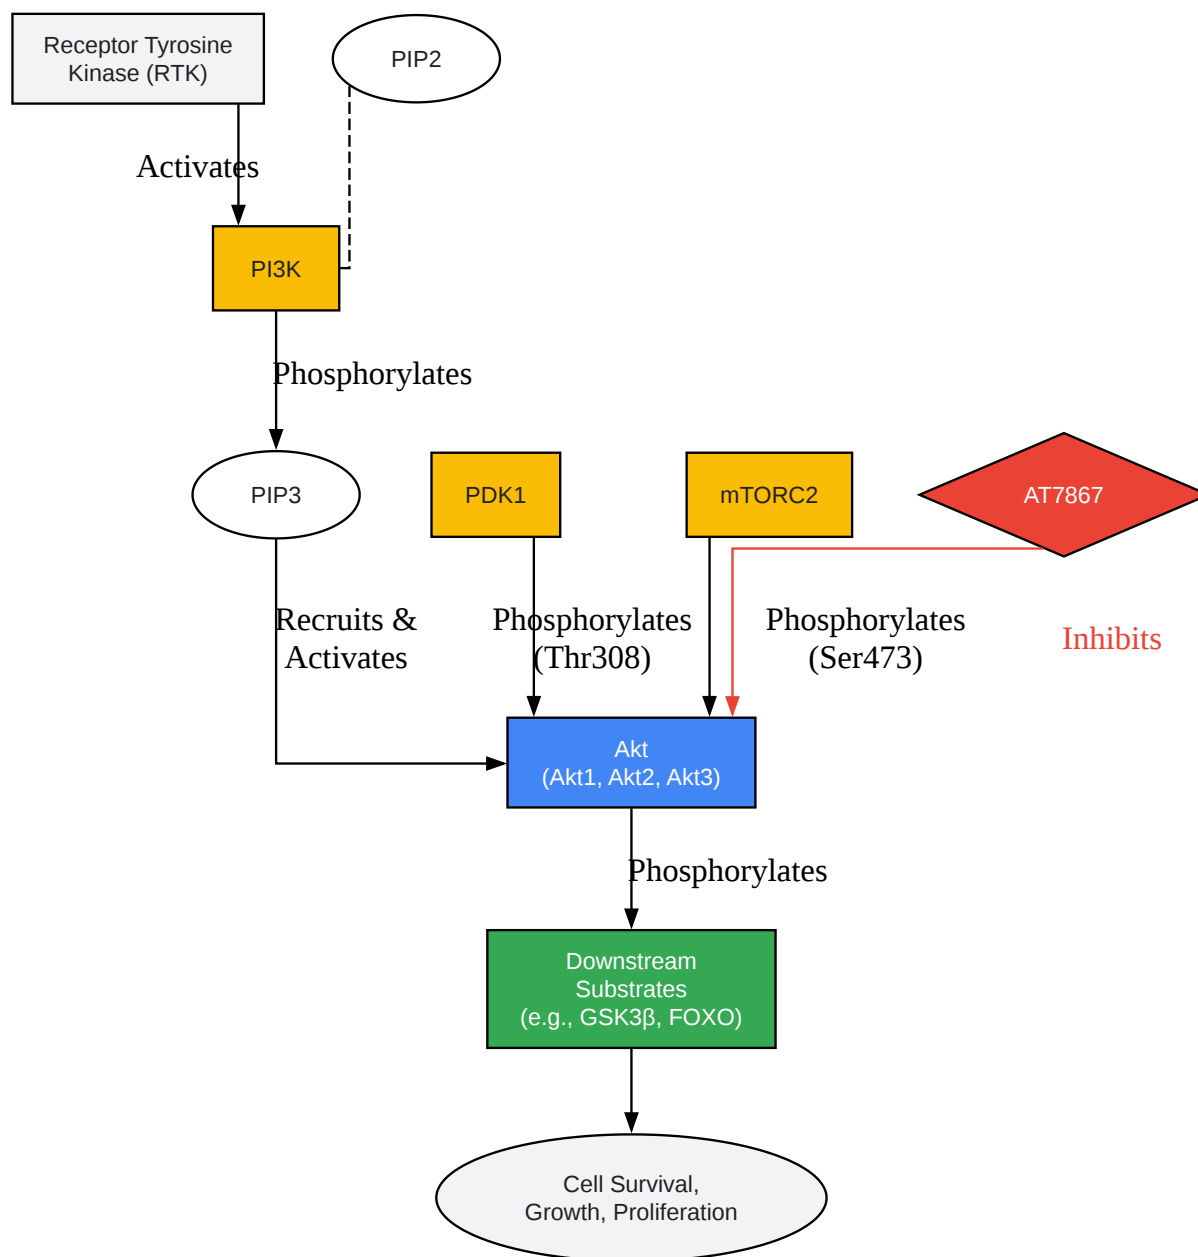 Receptor Tyrosine
Kinase (RTK)
PIP2
Activates
PI3K
Phosphorylates
PIP3
PDK1
mTORC2
AT7867
Recruits &
Activates
Phosphorylates
(Thr308)
Phosphorylates
(Ser473)
Inhibits
Akt
(Akt1, Akt2, Akt3)
Phosphorylates
Downstream
Substrates
(e.g., GSK3β, FOXO)
Cell Survival,
Growth, Proliferation